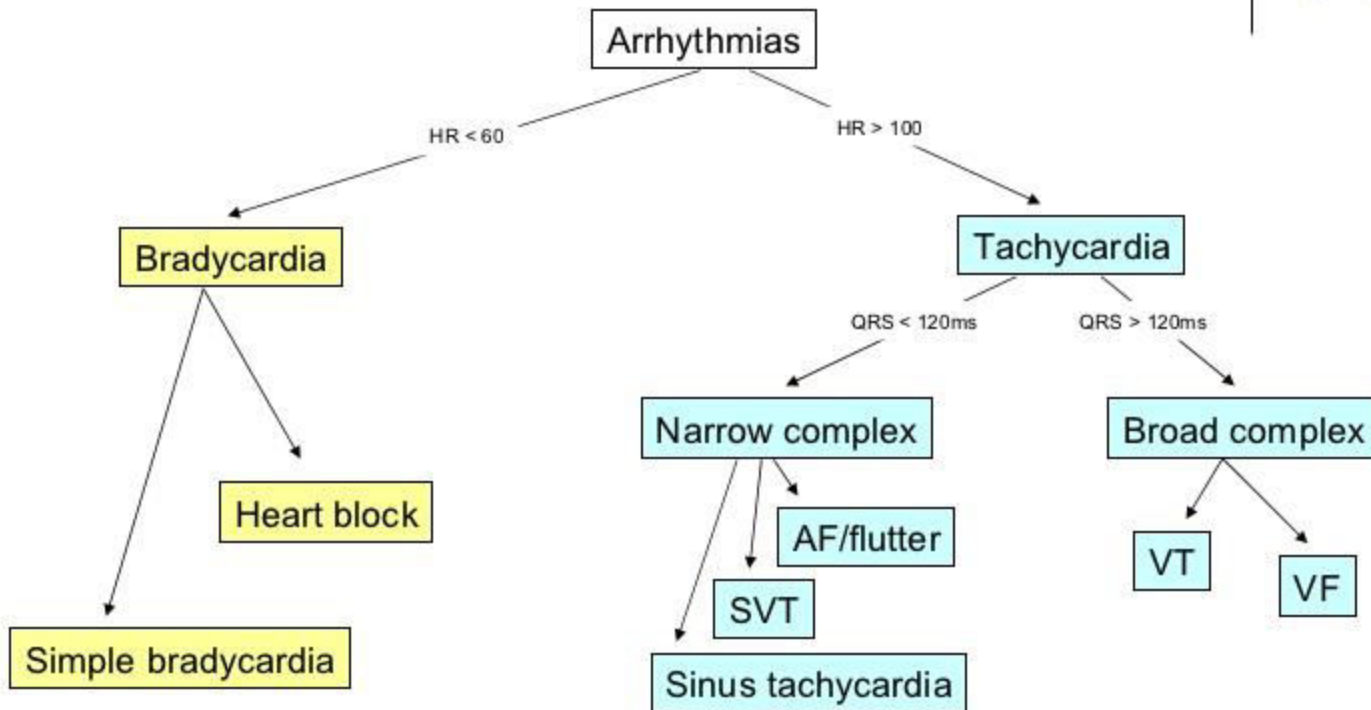 Arrhythmias
HR < 60
HR > 100
Bradycardia
Tachycardia
QRS < 120ms
QRS > 120ms
Narrow complex
Broad complex
Heart block
AF/flutter
VT
VF
SVT
Simple bradycardia
Sinus tachycardia